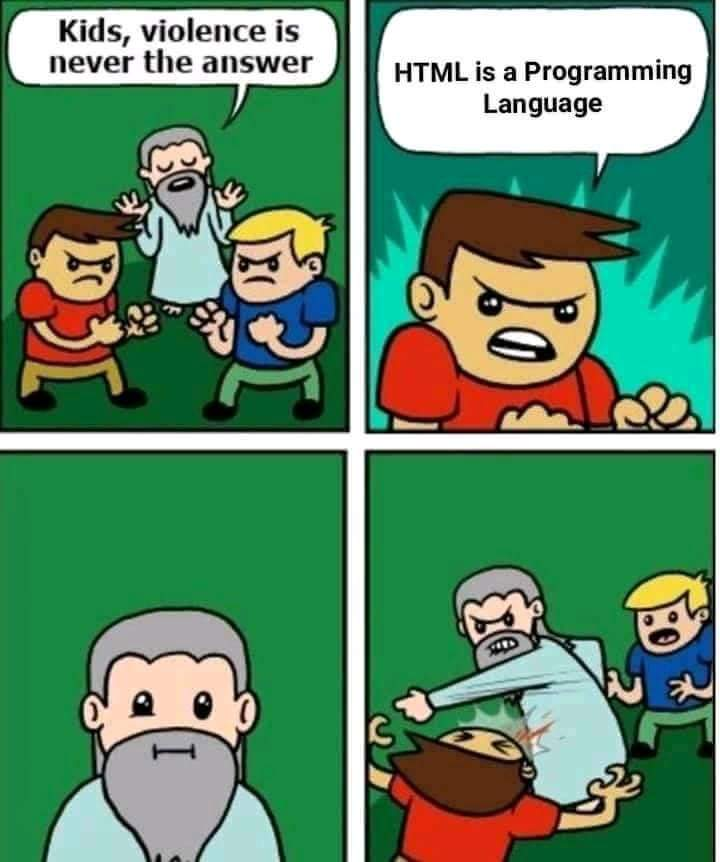 Kids, violence is
never the answer
HTML is a Programming
Language